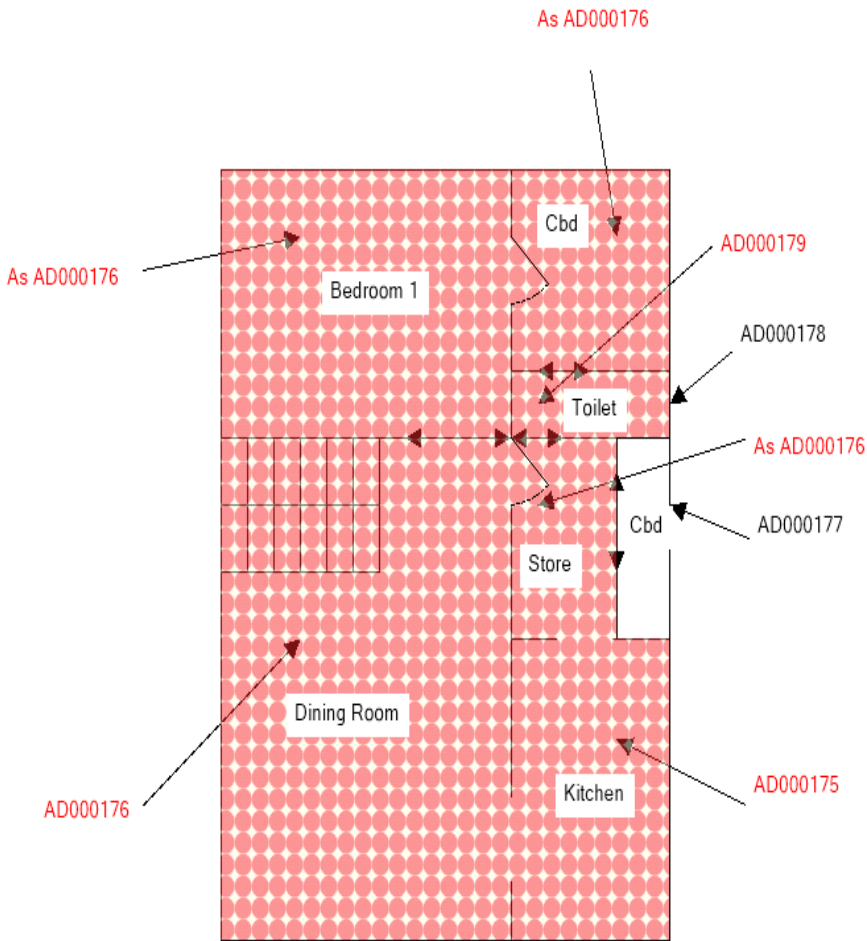 As AD000176
Cbd
AD000179
As AD000176
Bedroom 1
AD000178
Toilet
As AD000176
Cbd
AD000177
Store
Dining Room
AD000175
Kitchen
AD000176